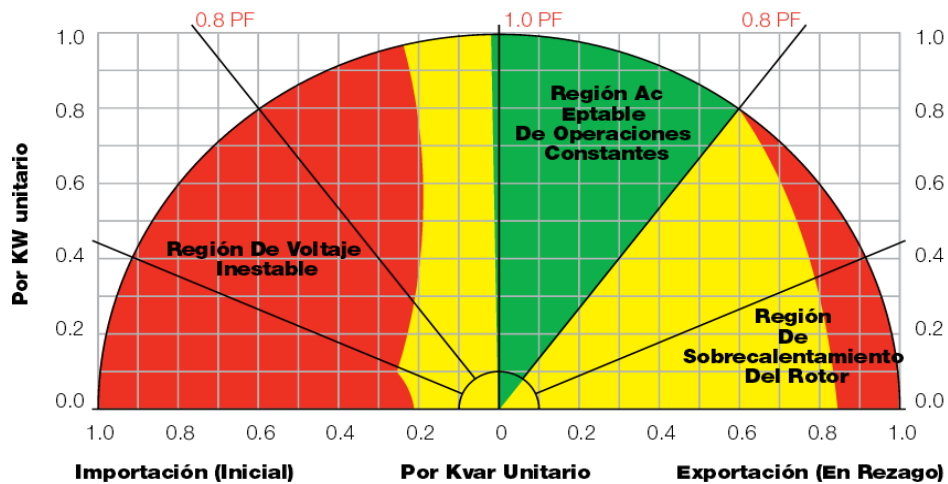 0.8 PF
1.0 PF
0.8 PF
1.0
1.0
Región Ac
Eptable
De Operaciones
Constantes
0.8
0.8
Por KW unitario
0.6
0.6
Región De Voltaje
Inestable
0.4
0.4
Región
De
Sobrecalentamiento
Del Rotor
0.2
0.2
0.0
0.0
1.0 0.8 0.6 0.4 0.2 0 0.2 0.4 0.6 0.8 1.0
Importación (Inicial) Por Kvar Unitario Exportación (En Rezago)